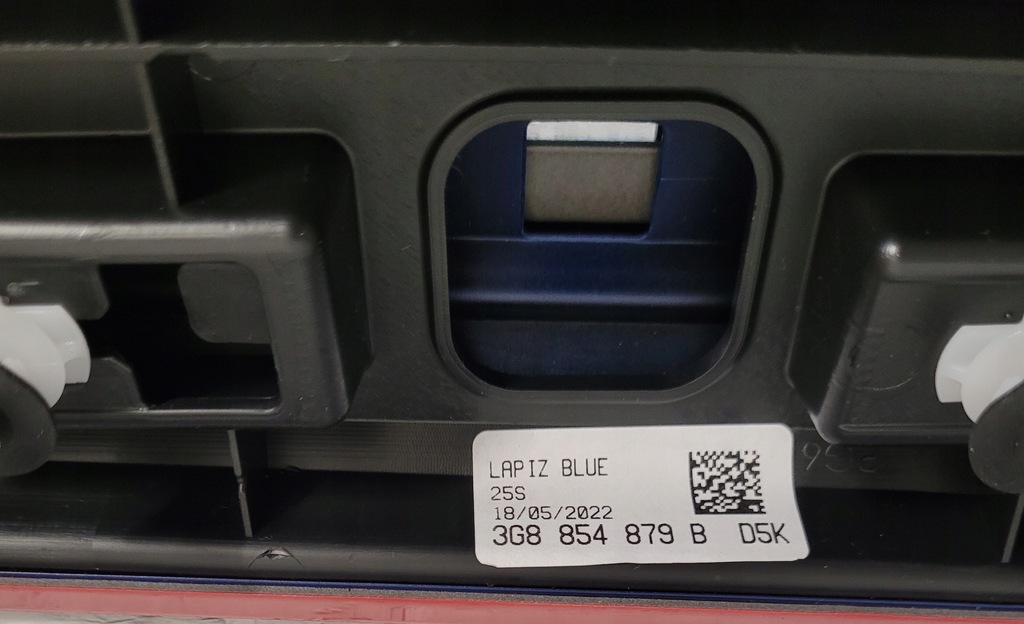 LAPIZ BLUE
25S
18/05/2022
3G8 854 879 B D5K